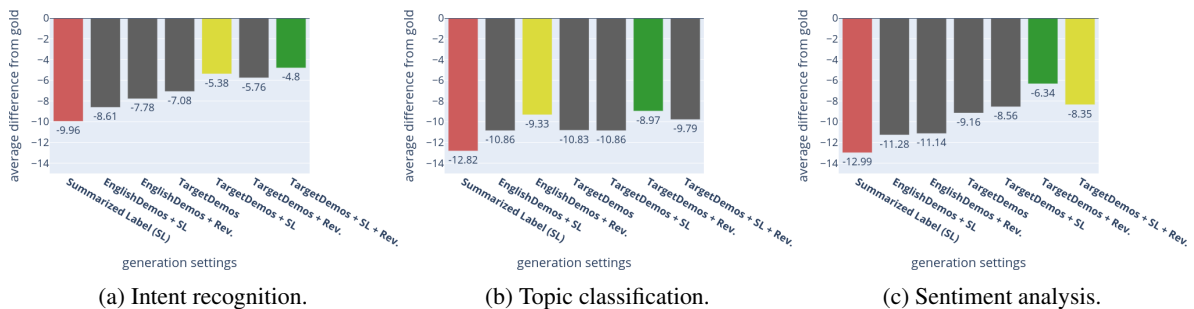 average difference from gold
0
−2
−4
−6
−8
−10
−12
−14
-9.96
-8.61
-7.78
-7.08
-5.38
-5.76
-4.8
Summarized Label (SL)
EnglishDemos + SL
EnglishDemos + Rev.
TargetDemos
TargetDemos + SL
TargetDemos + Rev.
TargetDemos + SL + Rev.
generation settings
(a) Intent recognition.
average difference from gold
0
−2
−4
−6
−8
−10
−12
−14
-12.82
-10.86
-9.33
-10.83
-10.86
-8.97
-9.79
Summarized Label (SL)
EnglishDemos + SL
EnglishDemos + Rev.
TargetDemos
TargetDemos + SL
TargetDemos + Rev.
TargetDemos + SL + Rev.
generation settings
(b) Topic classification.
average difference from gold
0
−2
−4
−6
−8
−10
−12
−14
-12.99
-11.28
-11.14
-9.16
-8.56
-6.34
-8.35
Summarized Label (SL)
EnglishDemos + SL
EnglishDemos + Rev.
TargetDemos
TargetDemos + SL
TargetDemos + Rev.
TargetDemos + SL + Rev.
generation settings
(c) Sentiment analysis.